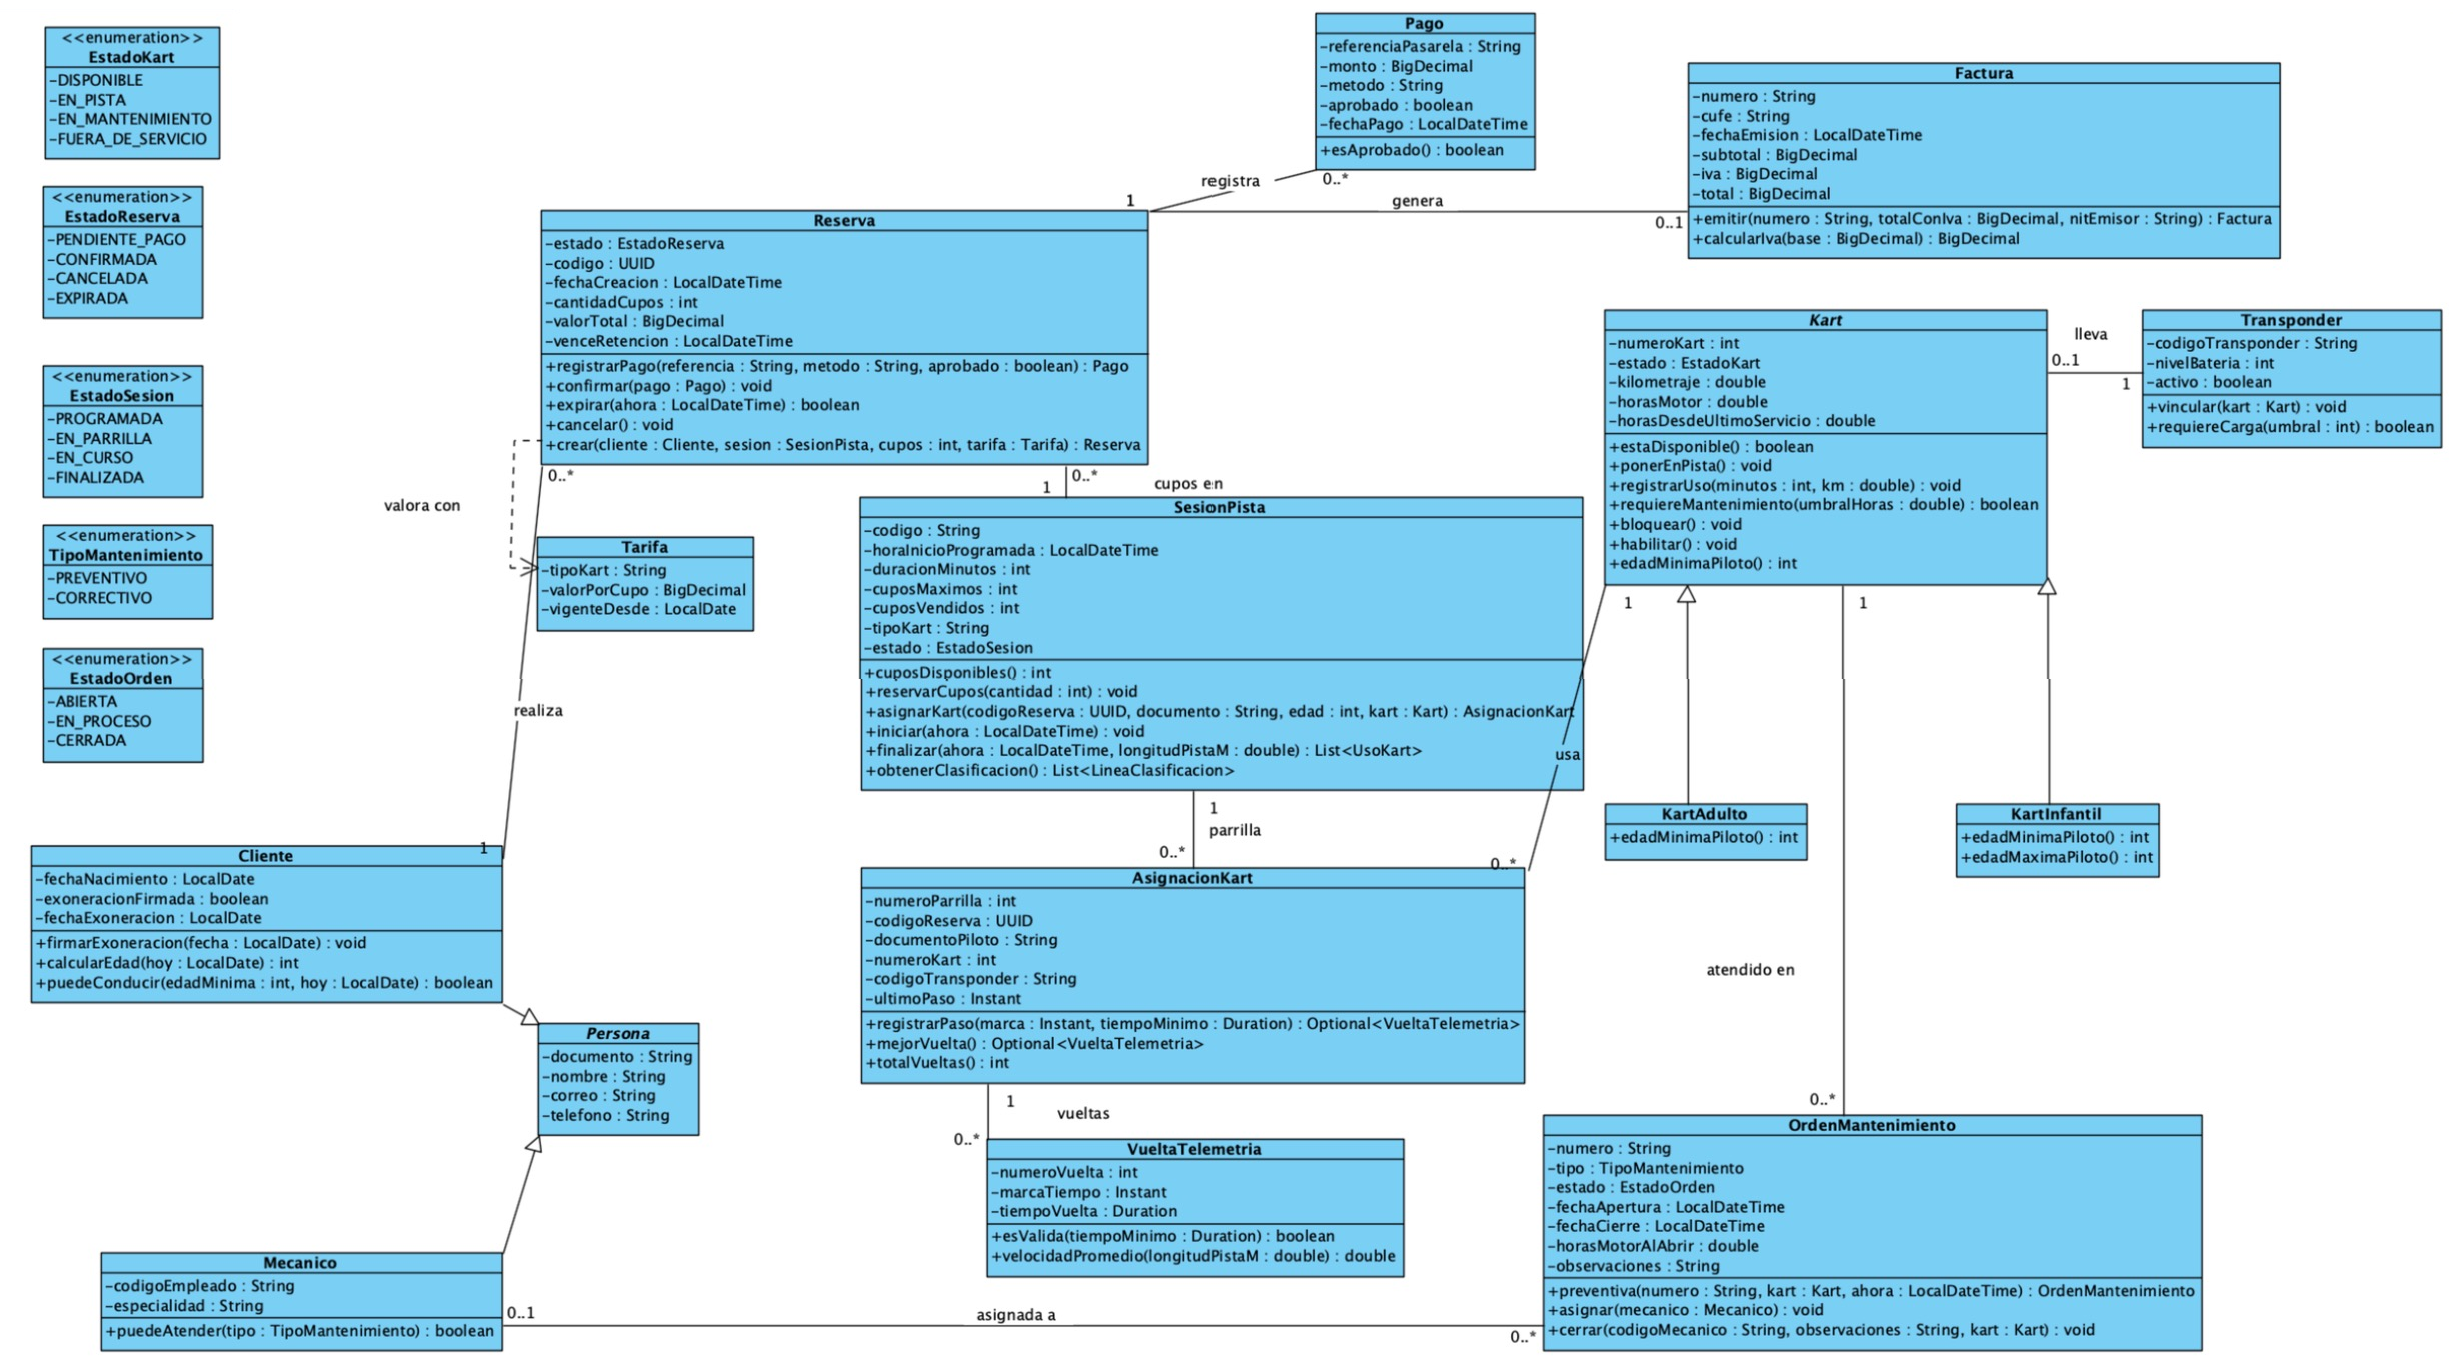 <<enumeration>>
EstadoKart
-DISPONIBLE
-EN_PISTA
-EN_MANTENIMIENTO
-FUERA_DE_SERVICIO
<<enumeration>>
EstadoReserva
-PENDIENTE_PAGO
-CONFIRMADA
-CANCELADA
-EXPIRADA
<<enumeration>>
EstadoSesion
-PROGRAMADA
-EN_PARRILLA
-EN_CURSO
-FINALIZADA
<<enumeration>>
TipoMantenimiento
-PREVENTIVO
-CORRECTIVO
<<enumeration>>
EstadoOrden
-ABIERTA
-EN_PROCESO
-CERRADA
Pago
-referenciaPasarela : String
-monto : BigDecimal
-metodo : String
-aprobado : boolean
-fechaPago : LocalDateTime
+esAprobado() : boolean
registra
0..*
1
genera
0..1
Factura
-numero : String
-cufe : String
-fechaEmision : LocalDateTime
-subtotal : BigDecimal
-iva : BigDecimal
-total : BigDecimal
+emitir(numero : String, totalConIva : BigDecimal, nitEmisor : String) : Factura
+calcularIva(base : BigDecimal) : BigDecimal
Reserva
-estado : EstadoReserva
-codigo : UUID
-fechaCreacion : LocalDateTime
-cantidadCupos : int
-valorTotal : BigDecimal
-venceRetencion : LocalDateTime
+registrarPago(referencia : String, metodo : String, aprobado : boolean) : Pago
+confirmar(pago : Pago) : void
+expirar(ahora : LocalDateTime) : boolean
+cancelar() : void
+crear(cliente : Cliente, sesion : SesionPista, cupos : int, tarifa : Tarifa) : Reserva
0..*
0..*
1
cupos en
valora con
Tarifa
-tipoKart : String
-valorPorCupo : BigDecimal
-vigenteDesde : LocalDate
realiza
1
SesionPista
-codigo : String
-horaInicioProgramada : LocalDateTime
-duracionMinutos : int
-cuposMaximos : int
-cuposVendidos : int
-tipoKart : String
-estado : EstadoSesion
+cuposDisponibles() : int
+reservarCupos(cantidad : int) : void
+asignarKart(codigoReserva : UUID, documento : String, edad : int, kart : Kart) : AsignacionKart
+iniciar(ahora : LocalDateTime) : void
+finalizar(ahora : LocalDateTime, longitudPistaM : double) : List<UsoKart>
+obtenerClasificacion() : List<LineaClasificacion>
1
parrilla
0..*
Kart
-numeroKart : int
-estado : EstadoKart
-kilometraje : double
-horasMotor : double
-horasDesdeUltimoServicio : double
+estaDisponible() : boolean
+ponerEnPista() : void
+registrarUso(minutos : int, km : double) : void
+requiereMantenimiento(umbralHoras : double) : boolean
+bloquear() : void
+habilitar() : void
+edadMinimaPiloto() : int
lleva
0..1
1
Transponder
-codigoTransponder : String
-nivelBateria : int
-activo : boolean
+vincular(kart : Kart) : void
+requiereCarga(umbral : int) : boolean
1
usa
0..*
1
KartAdulto
+edadMinimaPiloto() : int
KartInfantil
+edadMinimaPiloto() : int
+edadMaximaPiloto() : int
atendido en
0..*
Cliente
-fechaNacimiento : LocalDate
-exoneracionFirmada : boolean
-fechaExoneracion : LocalDate
+firmarExoneracion(fecha : LocalDate) : void
+calcularEdad(hoy : LocalDate) : int
+puedeConducir(edadMinima : int, hoy : LocalDate) : boolean
Persona
-documento : String
-nombre : String
-correo : String
-telefono : String
AsignacionKart
-numeroParrilla : int
-codigoReserva : UUID
-documentoPiloto : String
-numeroKart : int
-codigoTransponder : String
-ultimoPaso : Instant
+registrarPaso(marca : Instant, tiempoMinimo : Duration) : Optional<VueltaTelemetria>
+mejorVuelta() : Optional<VueltaTelemetria>
+totalVueltas() : int
1
vueltas
0..*
VueltaTelemetria
-numeroVuelta : int
-marcaTiempo : Instant
-tiempoVuelta : Duration
+esValida(tiempoMinimo : Duration) : boolean
+velocidadPromedio(longitudPistaM : double) : double
Mecanico
-codigoEmpleado : String
-especialidad : String
+puedeAtender(tipo : TipoMantenimiento) : boolean
0..1
asignada a
0..*
OrdenMantenimiento
-numero : String
-tipo : TipoMantenimiento
-estado : EstadoOrden
-fechaApertura : LocalDateTime
-fechaCierre : LocalDateTime
-horasMotorAlAbrir : double
-observaciones : String
+preventiva(numero : String, kart : Kart, ahora : LocalDateTime) : OrdenMantenimiento
+asignar(mecanico : Mecanico) : void
+cerrar(codigoMecanico : String, observaciones : String, kart : Kart) : void